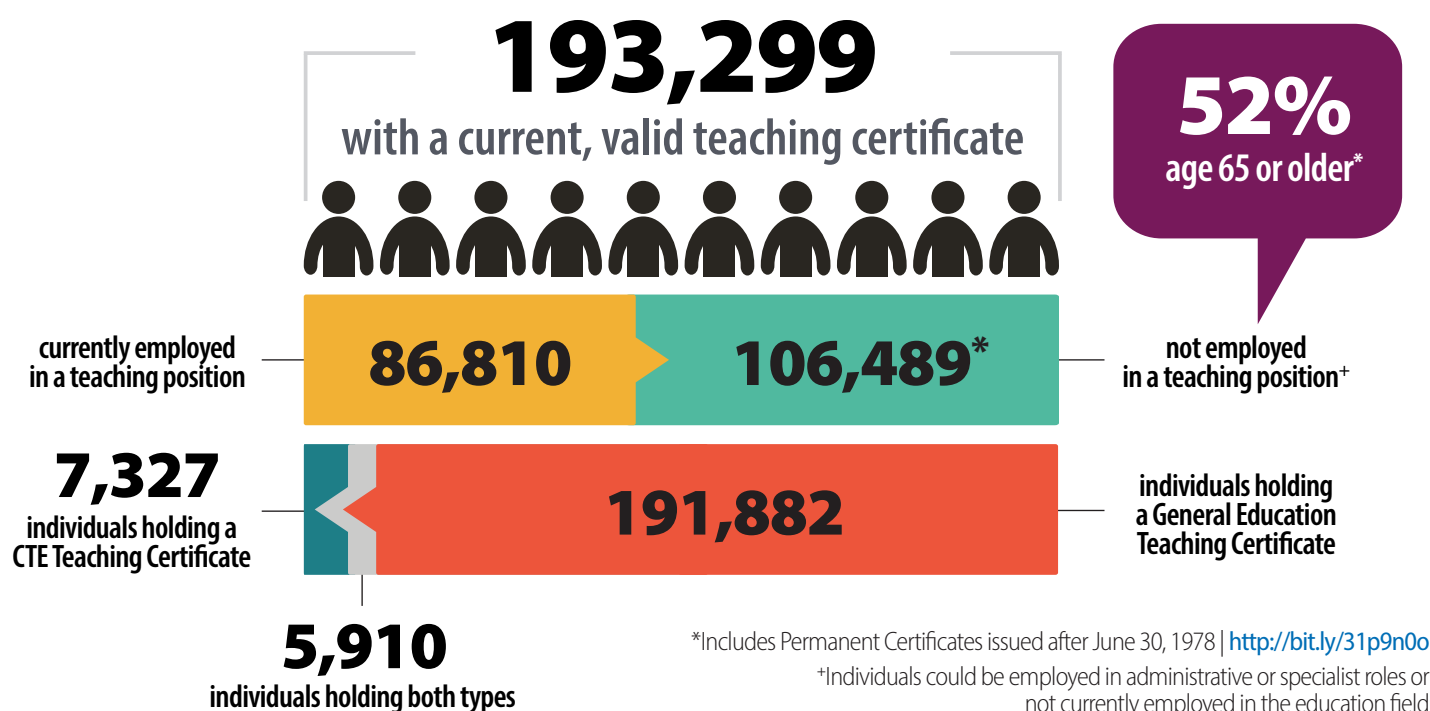 193,299
with a current, valid teaching certificate
52%
age 65 or older*
currently employed
in a teaching position
86,810
106,489*
not employed
in a teaching position+
7,327
individuals holding a
CTE Teaching Certificate
191,882
individuals holding
a General Education
Teaching Certificate
5,910
individuals holding both types
*Includes Permanent Certificates issued after June 30, 1978 | http://bit.ly/31p9n0o
+Individuals could be employed in administrative or specialist roles or
not currently employed in the education field